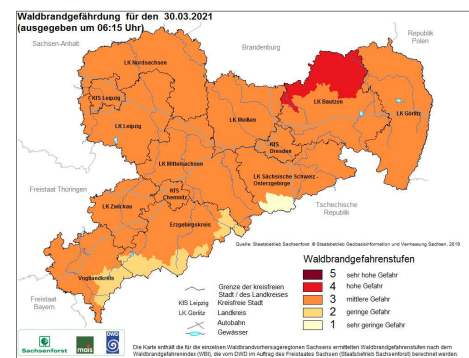 Waldbrandgefährdung für den 30.03.2021
(ausgegeben um 06:15 Uhr)
Republik
Polen
Sachsen-Anhalt
Brandenburg
LK Nordsachsen
KfS Leipzig
LK Bautzen
LK Görlitz
LK Leipzig
LK Meißen
KfS
Dresden
LK Mittelsachsen
LK Sächsische Schweiz -
Osterzgebirge
Freistaat Thüringen
KfS
Chemnitz
LK Zwickau
Tschechische
Republik
Erzgebirgskreis
Vogtlandkreis
Freistaat
Bayern
Quelle: Staatsbetrieb Sachsenforst, © Staatsbetrieb Geobasisinformation und Vermessung Sachsen, 2019
Waldbrandgefahrenstufen
5 sehr hohe Gefahr
4 hohe Gefahr
3 mittlere Gefahr
2 geringe Gefahr
1 sehr geringe Gefahr
Grenze der kreisfreien
Stadt / des Landkreises
KfS Leipzig Kreisfreie Stadt
LK Görlitz Landkreis
Autobahn
Gewässer
Sachsenforst
mais
DWD
Die Karte enthält die für die einzelnen Waldbrandvorhersageregionen Sachsens ermittelten Waldbrandgefahrenstufen nach dem
Waldbrandgefahrenindex (WBI), die vom DWD im Auftrag des Freistaates Sachsen (Staatsbetrieb Sachsenforst) berechnet werden.